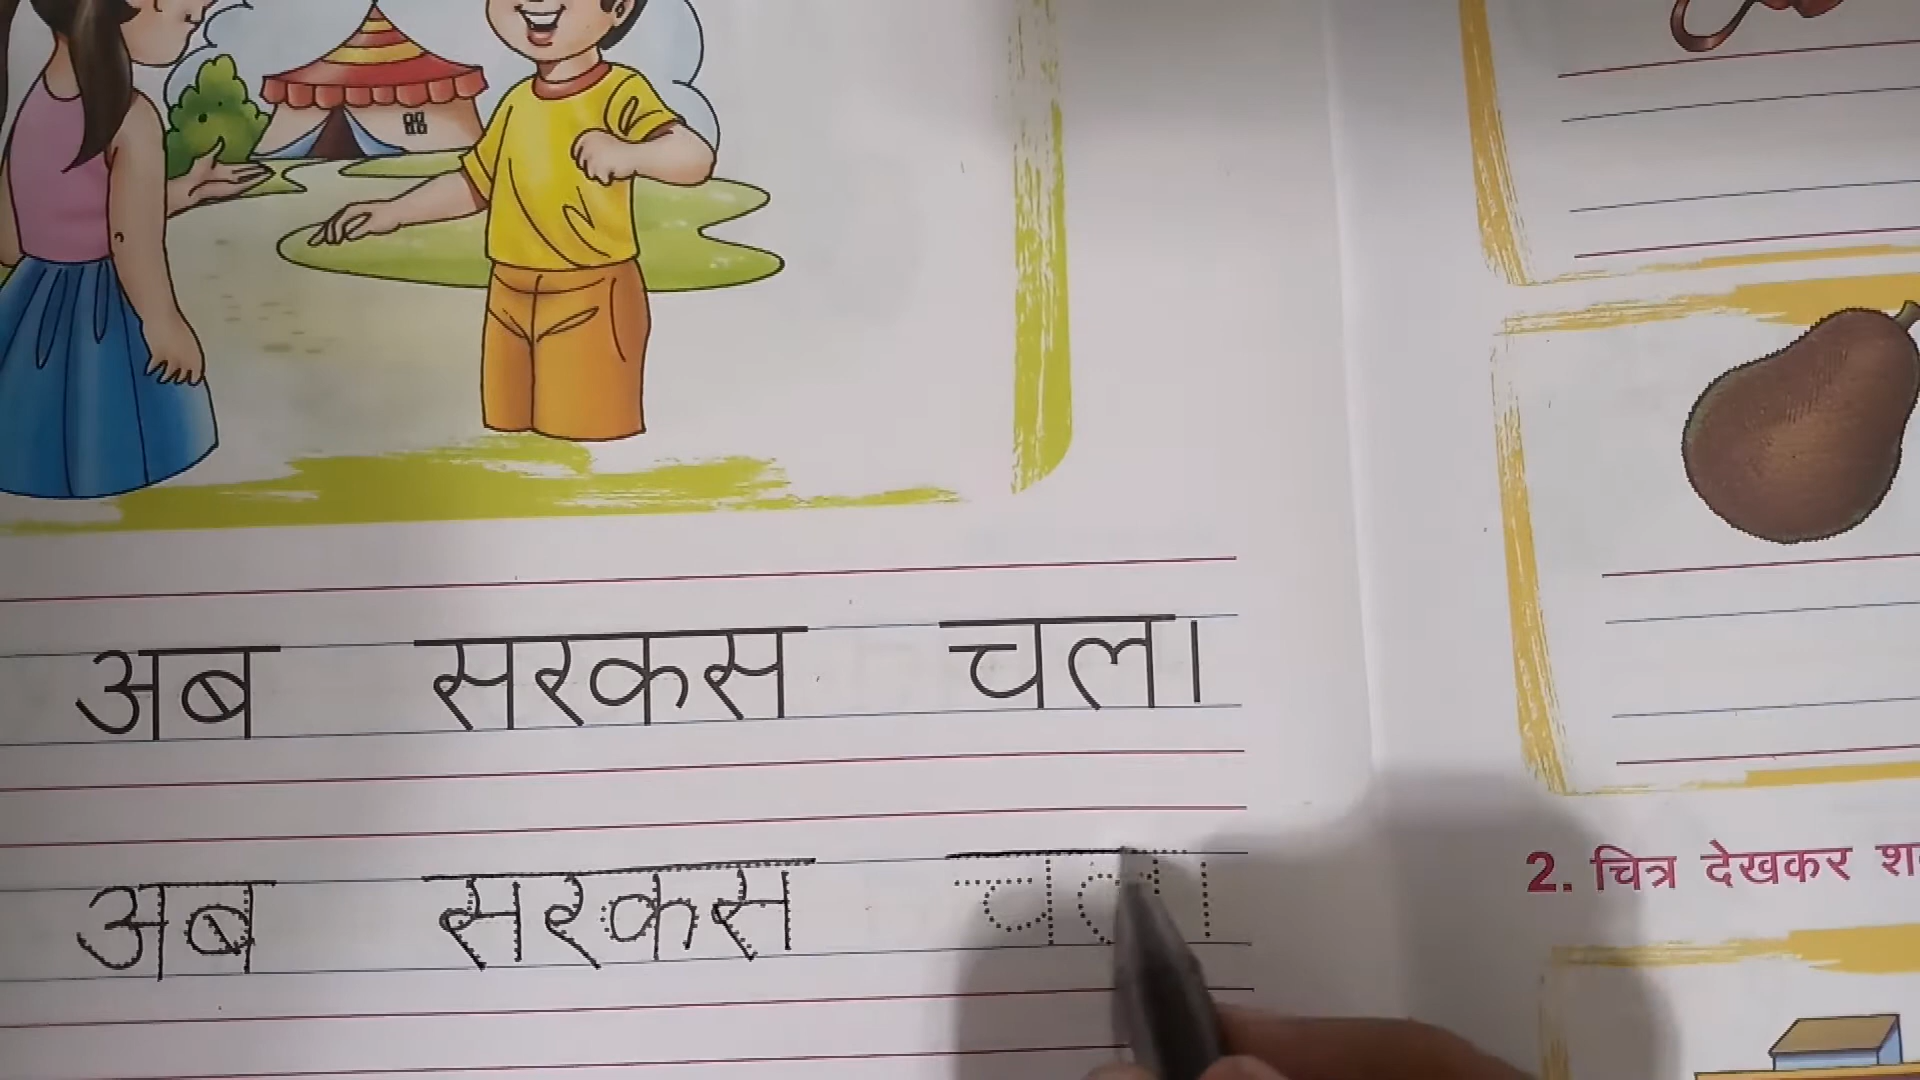 अब सरकस चल।
अब सरकस चल।
2. चित्र देखकर